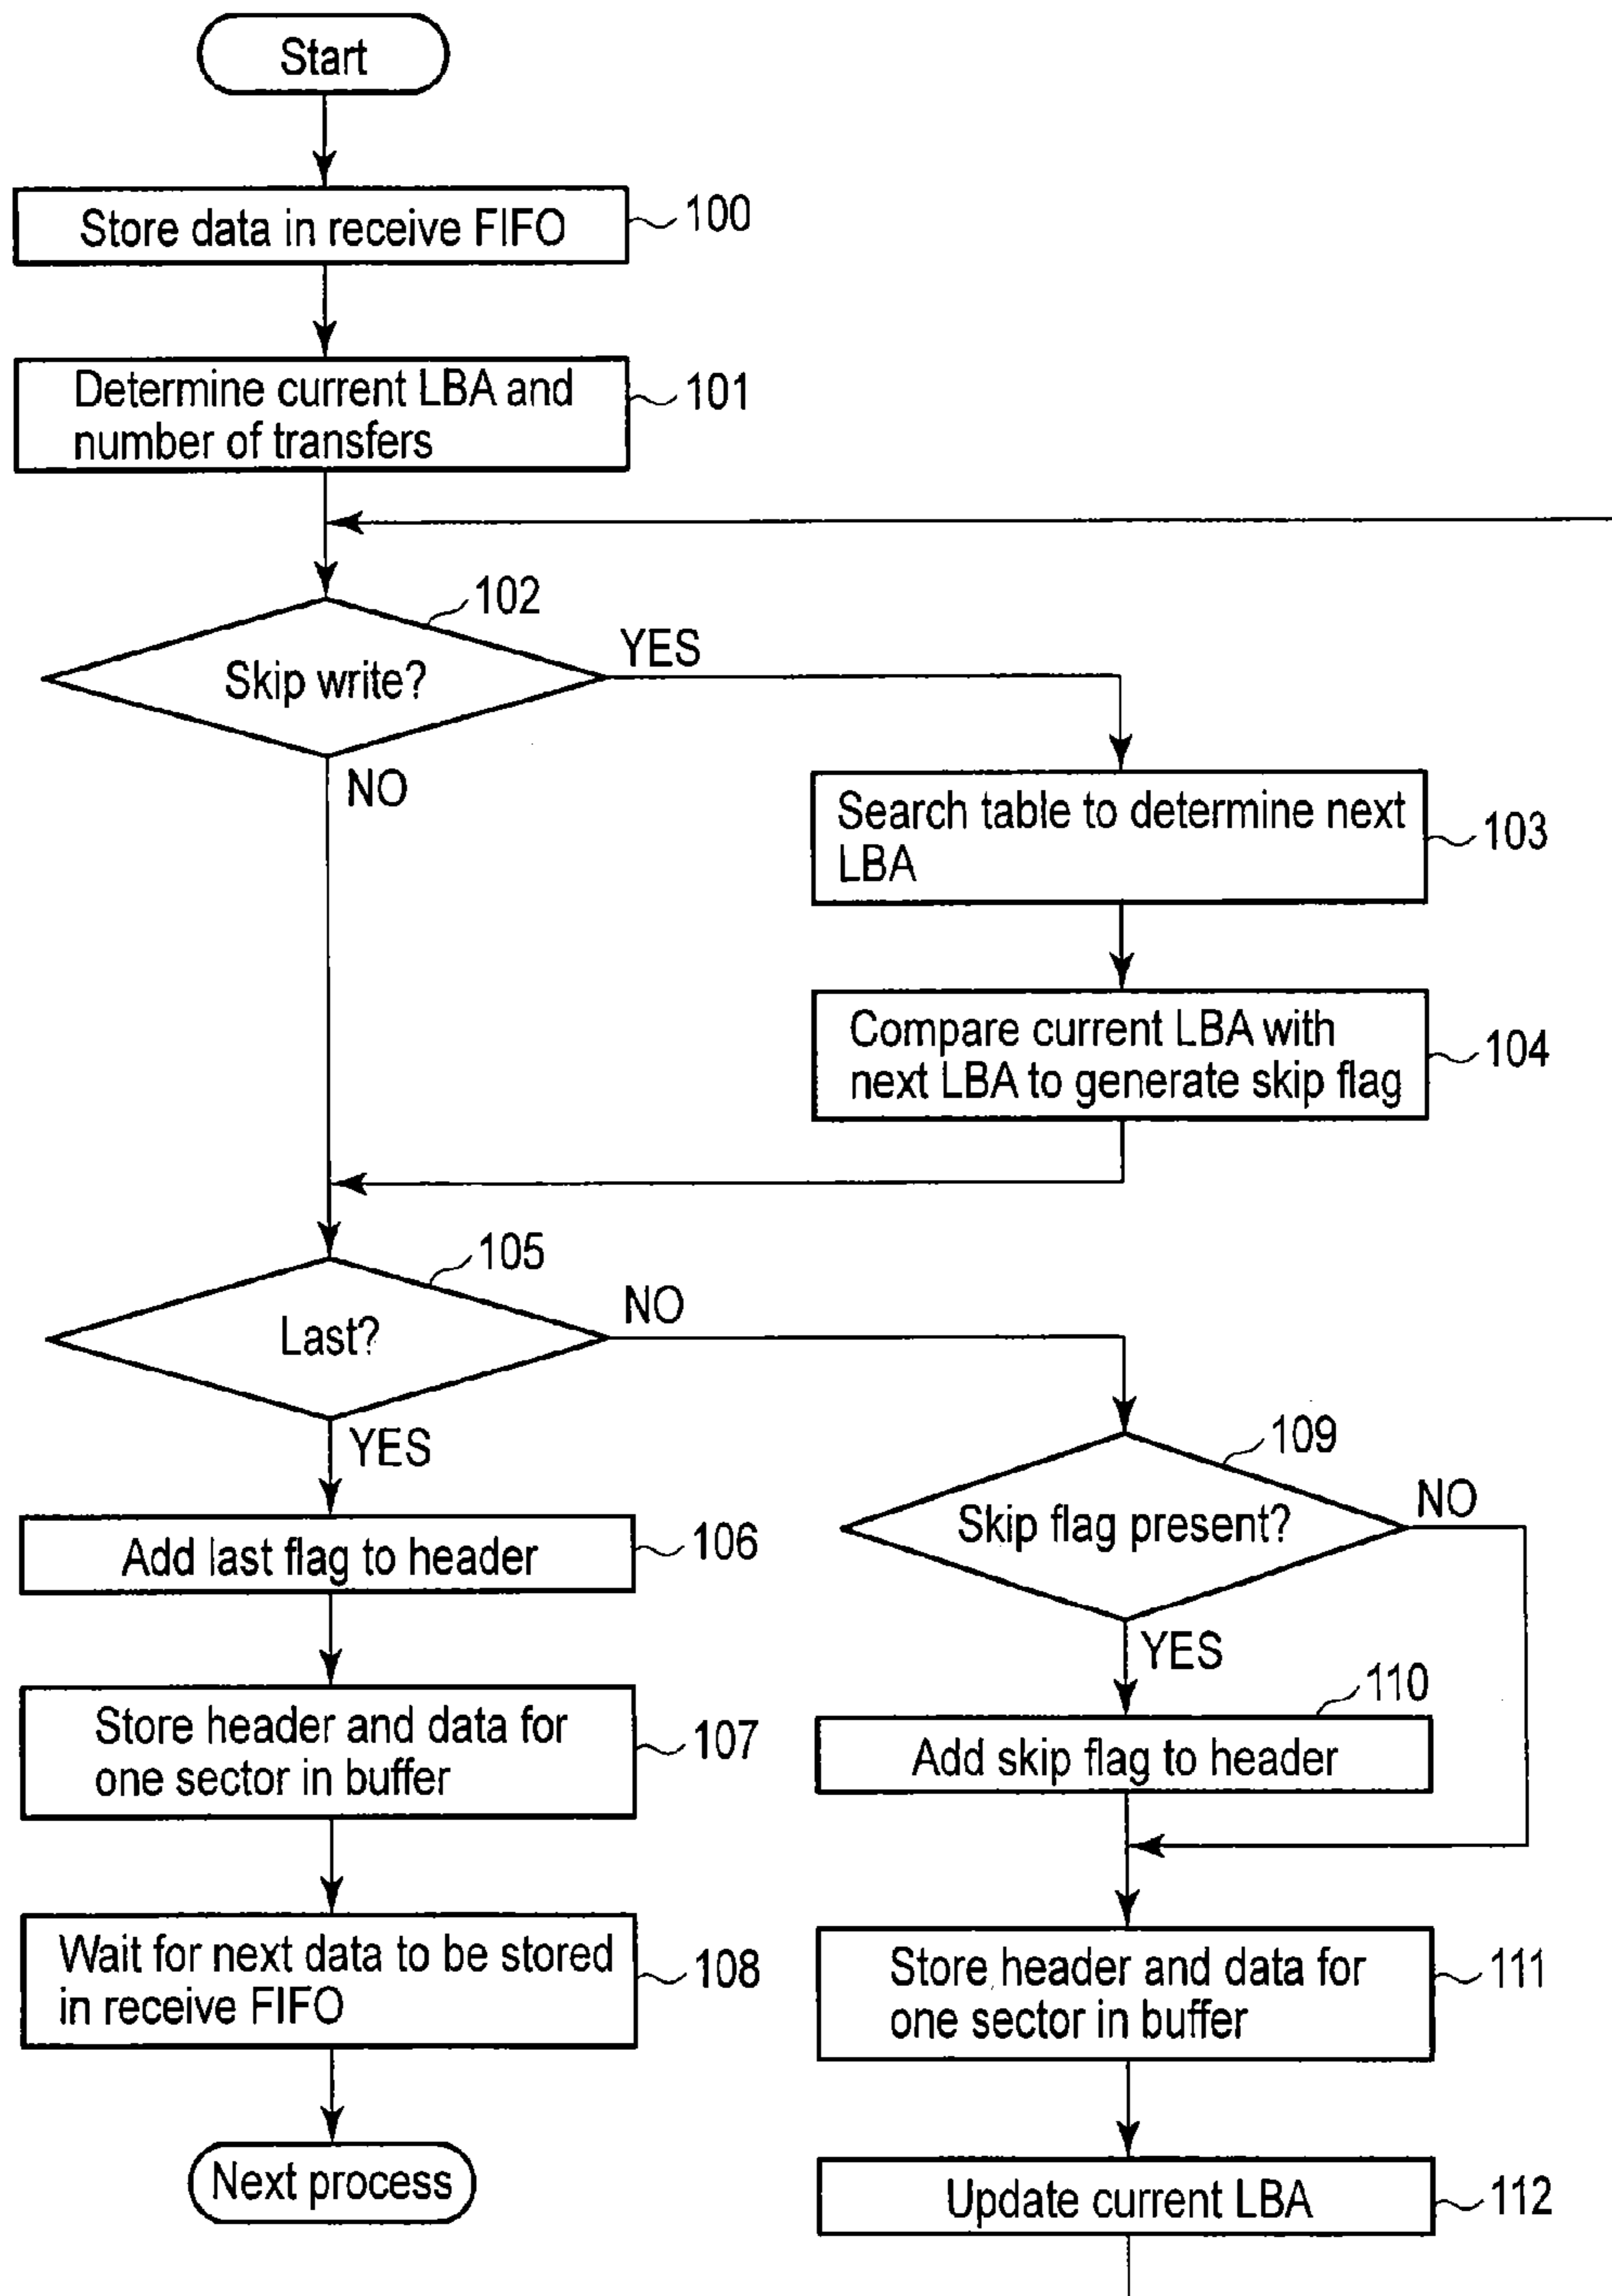 Start
Store data in receive FIFO
100
Determine current LBA and
number of transfers
101
102
Skip write?
YES
NO
Search table to determine next
LBA
103
Compare current LBA with
next LBA to generate skip flag
104
105
Last?
NO
YES
109
Skip flag present?
NO
YES
Add last flag to header
106
110
Add skip flag to header
Store header and data for
one sector in buffer
107
Wait for next data to be stored
in receive FIFO
108
Store header and data for
one sector in buffer
111
Next process
Update current LBA
112